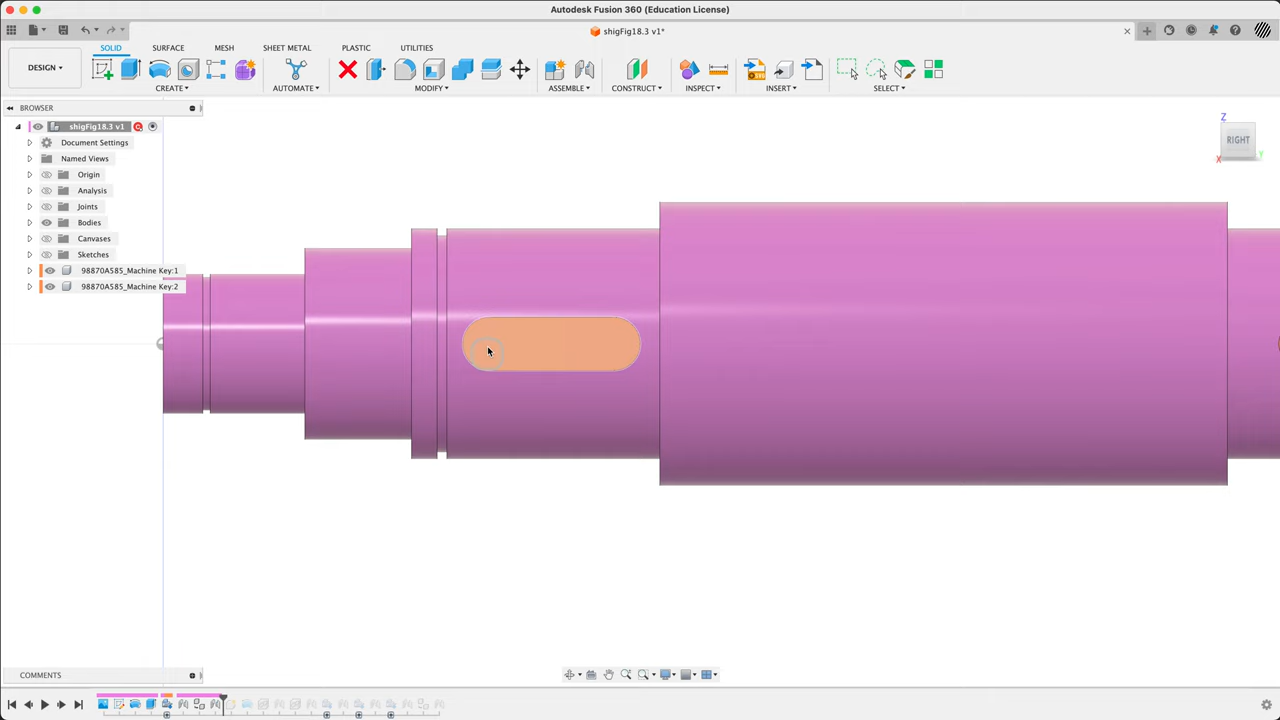 Autodesk Fusion 360 (Education License)
shigFig18.3 v1*
DESIGN
SOLID SURFACE MESH SHEET METAL PLASTIC UTILITIES
CREATE AUTOMATE MODIFY ASSEMBLE CONSTRUCT INSPECT INSERT SELECT
BROWSER
shigFig18.3 v1
Document Settings
Named Views
Origin
Analysis
Joints
Bodies
Canvases
Sketches
98870A585_Machine Key:1
98870A585_Machine Key:2
Z
RIGHT
X
Y
COMMENTS